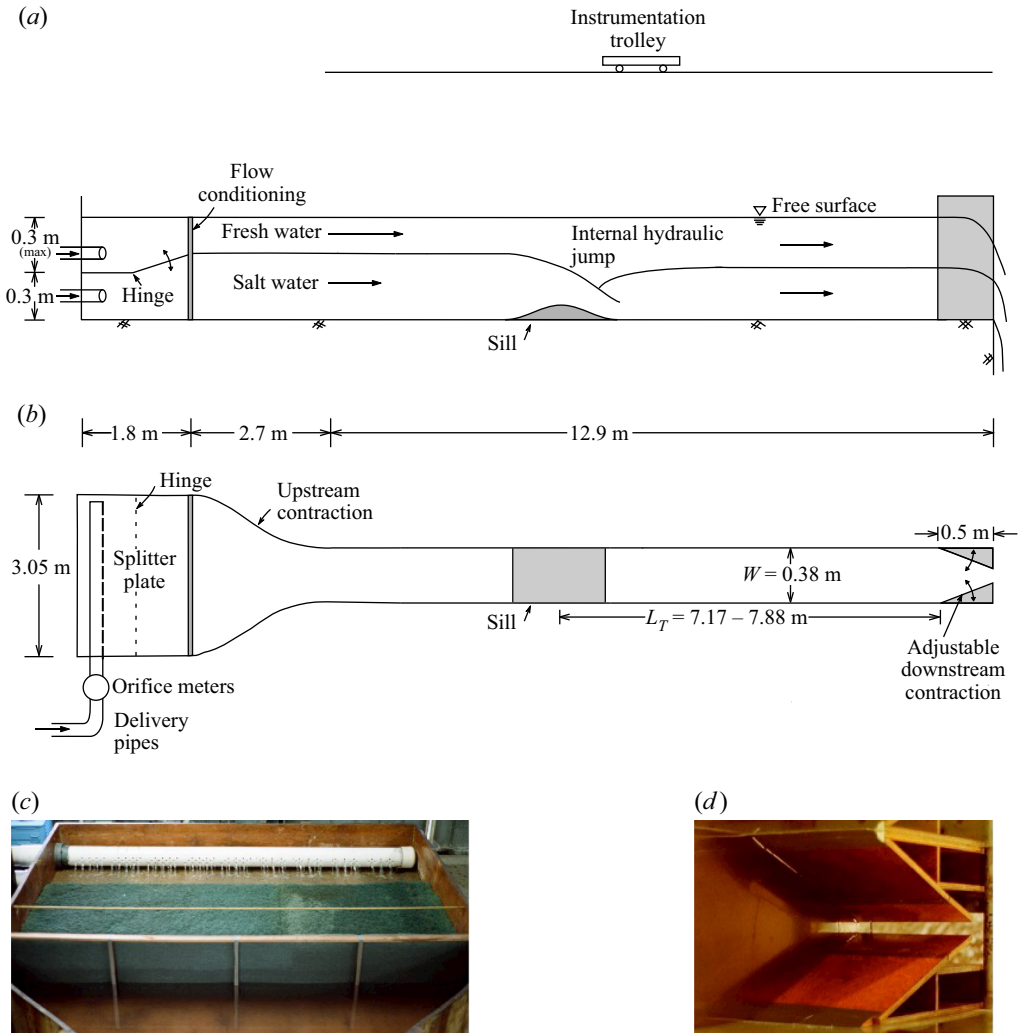 (a)
Instrumentation
trolley
Flow
conditioning
0.3 m
(max)
Fresh water
Free surface
Internal hydraulic
jump
Hinge
0.3 m
Salt water
Sill
(b)
1.8 m
2.7 m
12.9 m
Hinge
Upstream
contraction
0.5 m
3.05 m
Splitter
plate
W = 0.38 m
Sill
L_T = 7.17 – 7.88 m
Adjustable
downstream
contraction
Orifice meters
Delivery
pipes
(c)
(d)